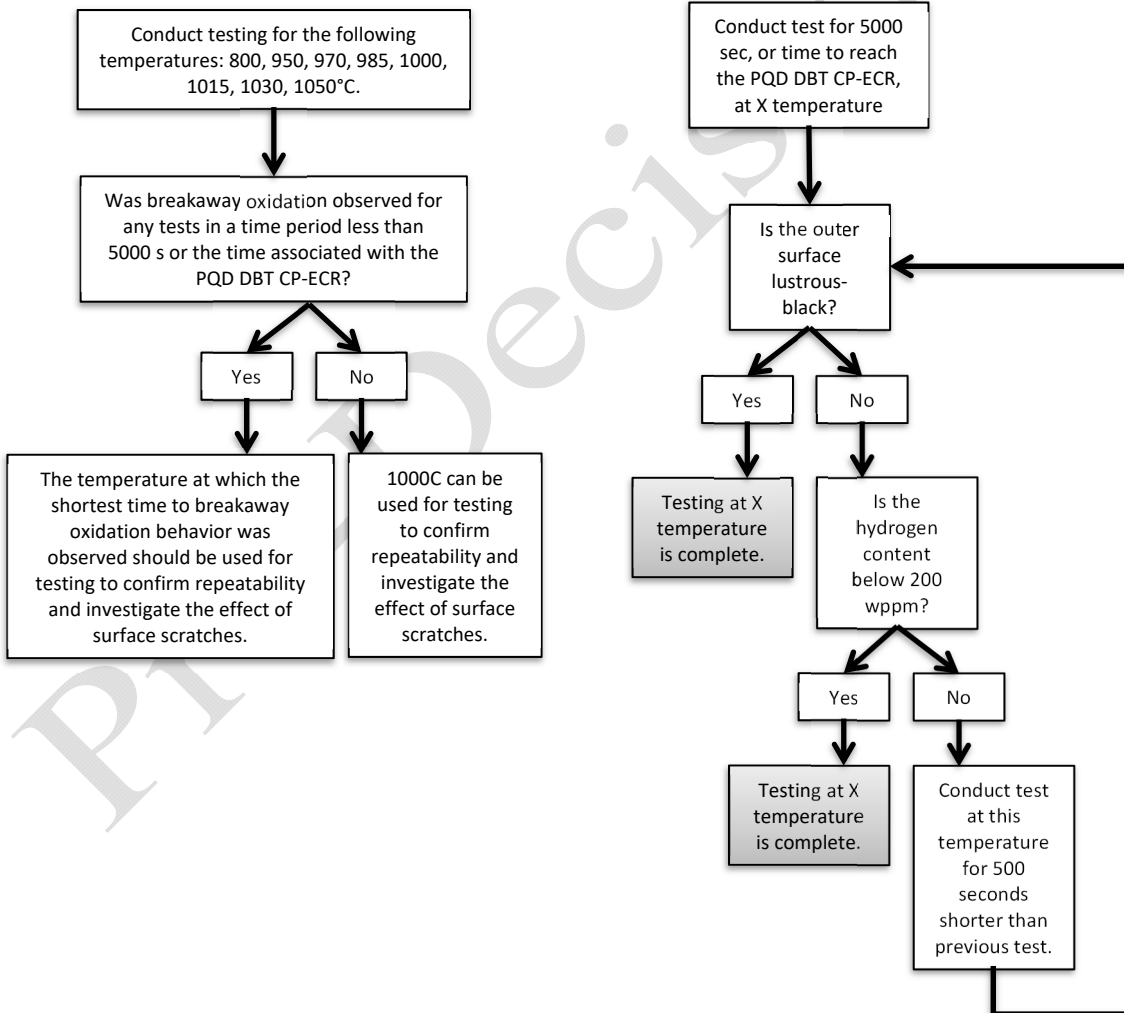 Conduct testing for the following
temperatures: 800, 950, 970, 985, 1000,
1015, 1030, 1050°C.
Was breakaway oxidation observed for
any tests in a time period less than
5000 s or the time associated with the
PQD DBT CP-ECR?
Yes
No
The temperature at which the
shortest time to breakaway
oxidation behavior was
observed should be used for
testing to confirm repeatability
and investigate the effect of
surface scratches.
1000C can be
used for testing
to confirm
repeatability and
investigate the
effect of surface
scratches.
Conduct test for 5000
sec, or time to reach
the PQD DBT CP-ECR,
at X temperature
Is the outer
surface
lustrous-
black?
Yes
No
Testing at X
temperature
is complete.
Is the
hydrogen
content
below 200
wppm?
Yes
No
Testing at X
temperature
is complete.
Conduct test
at this
temperature
for 500
seconds
shorter than
previous test.